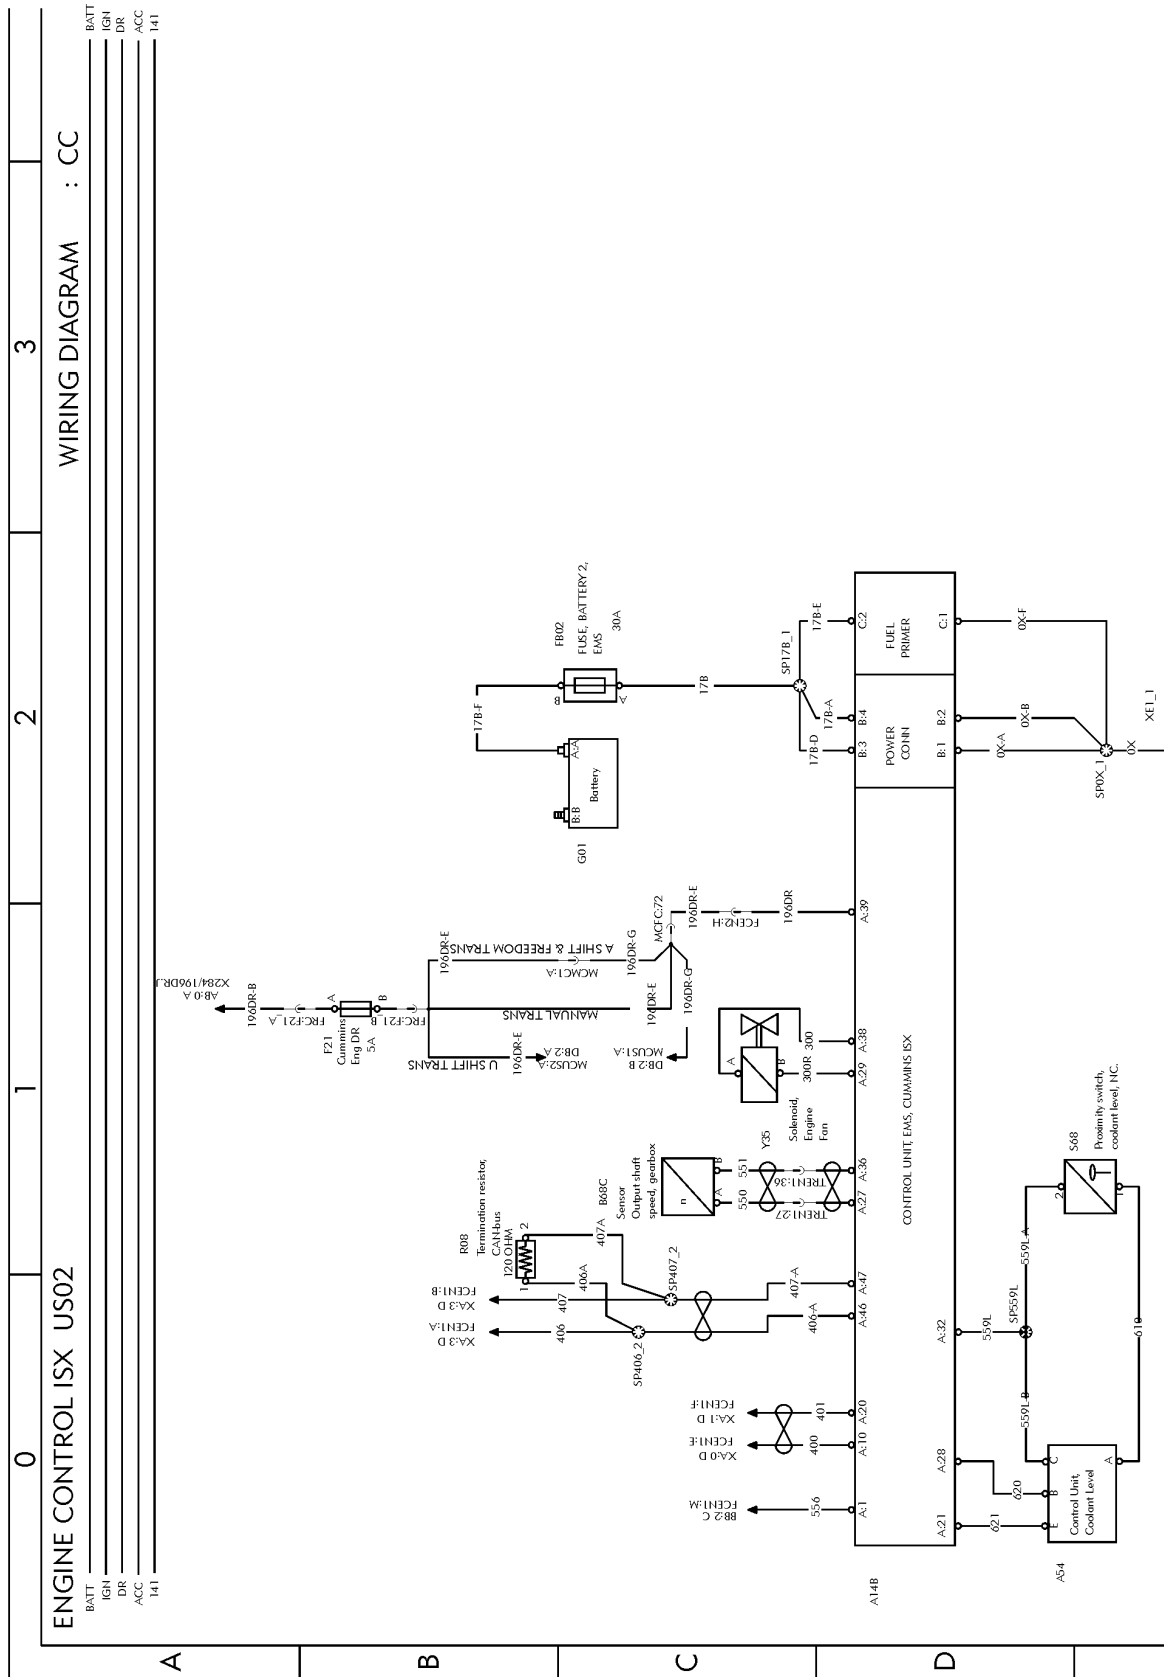 0
1
2
3
ENGINE CONTROL ISX US02
WIRING DIAGRAM : CC
BATT
IGN
DR
ACC
141
BATT
IGN
DR
ACC
141
A
B
C
D
X284/196DR:J
AB:0 A
196DR-B
FRC:F21_A
F21
Cummins
Eng DR
5A
A
B
FRC:F21_B
196DR-E
U SHIFT TRANS
MANUAL TRANS
A SHIFT & FREEDOM TRANS
196DR-E
DB:2 A
MCUS2:A
MCMC1:A
196DR-G
196DR-E
196DR-G
DB:2 B
MCUS1:A
MCFC:72
196DR-E
FCEN2:H
196DR
A:39
17B-F
FB02
FUSE, BATTERY 2,
EMS
30A
B
A
G01
B:B
A:A
Battery
17B
SP17B_1
17B-D
17B-A
17B-E
B:3
B:4
C:2
POWER
CONN
FUEL
PRIMER
B:1
B:2
C:1
0X-A
0X-B
0X-F
SP0X_1
0X
XE1_1
R08
Termination resistor,
CAN-bus
120 OHM
1
2
406A
407A
XA:3 D
FCEN1:A
XA:3 D
FCEN1:B
406
407
SP406_2
SP407_2
406-A
407-A
A:46
A:47
B68C
Sensor
Output shaft
speed, gearbox
n
A
B
550
551
TREN1:27
TREN1:36
A:27
A:36
Y35
Solenoid,
Engine
Fan
A
B
300R
300
A:29
A:38
BB:2 C
FCEN1:M
556
A:1
XA:0 D
FCEN1:E
XA:1 D
FCEN1:F
400
401
A:10
A:20
A14B
CONTROL UNIT, EMS, CUMMINS ISX
A:21
A:28
A:32
621
620
559L
SP559L
559L-B
559L-A
A54
Control Unit,
Coolant Level
E
B
C
A
619
S68
Proximity switch,
coolant level, NC.
2
1